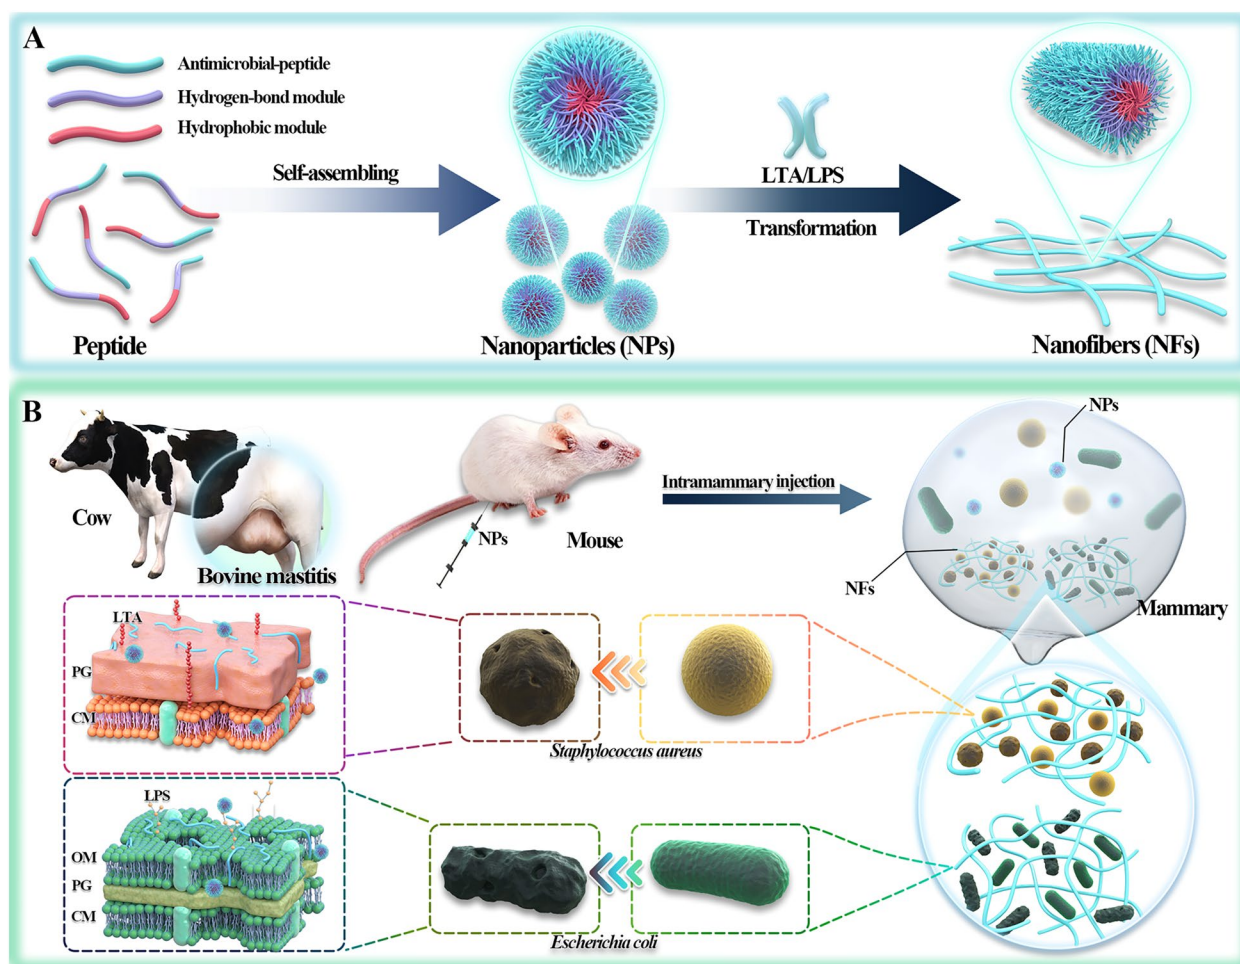 A
Antimicrobial-peptide
Hydrogen-bond module
Hydrophobic module
Self-assembling
LTA/LPS
Transformation
Peptide
Nanoparticles (NPs)
Nanofibers (NFs)
B
Cow
Bovine mastitis
NPs
Mouse
Intramammary injection
NPs
NFs
Mammary
LTA
PG
CM
Staphylococcus aureus
LPS
OM
PG
CM
Escherichia coli